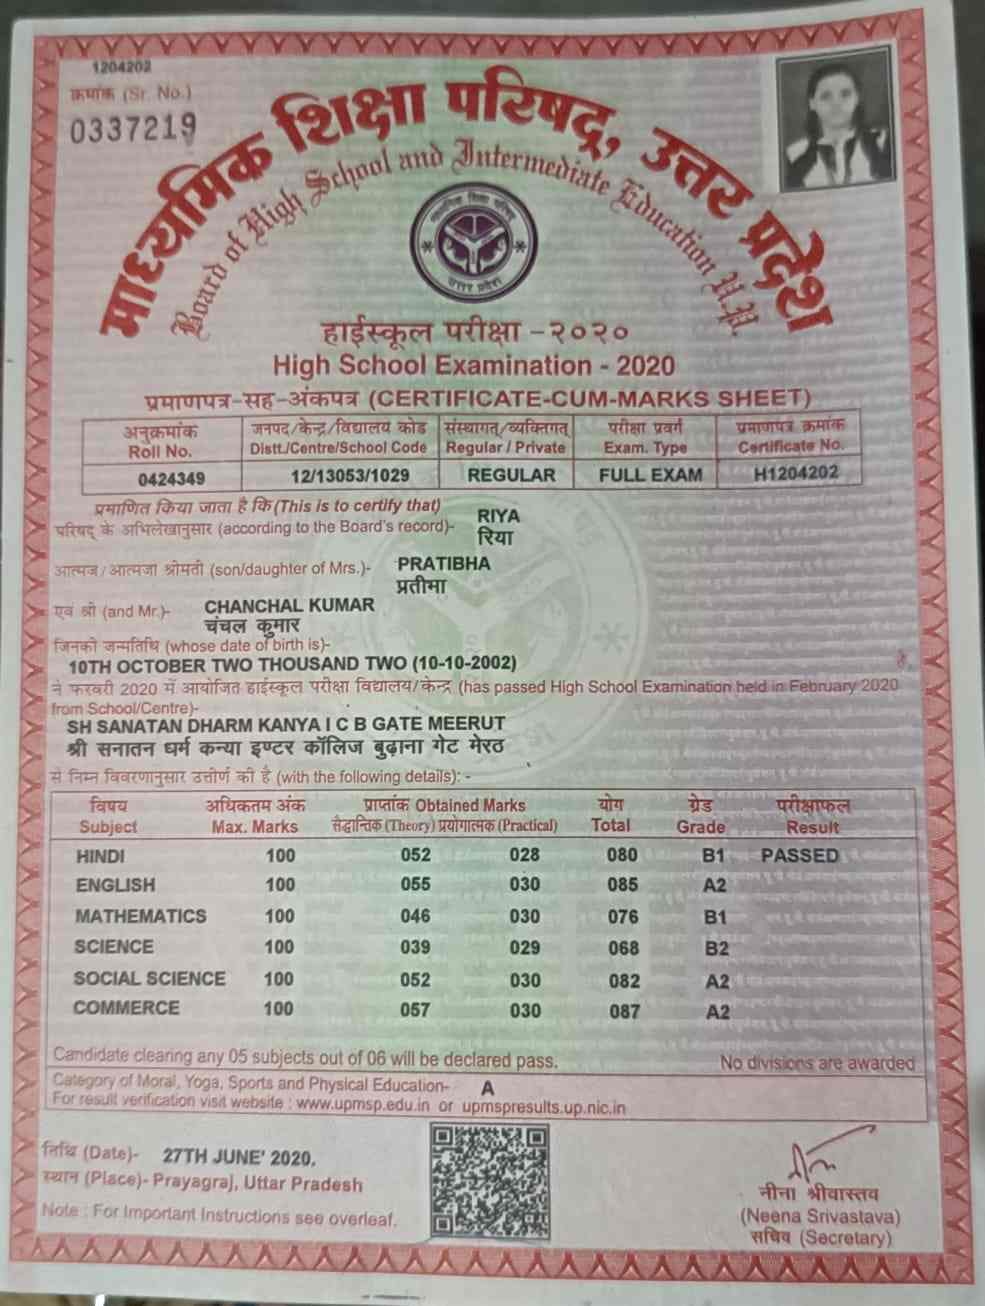 1204202
क्रमांक (Sr. No.)
0337219
माध्यमिक शिक्षा परिषद्, उत्तर प्रदेश
Board of High School and Intermediate Education U.P.
माध्यमिक शिक्षा परिषद
उत्तर प्रदेश
हाईस्कूल परीक्षा -२०२०
High School Examination - 2020
प्रमाणपत्र-सह-अंकपत्र (CERTIFICATE-CUM-MARKS SHEET)
अनुक्रमांक जनपद/केन्द्र/विद्यालय कोड संस्थागत/व्यक्तिगत परीक्षा प्रवर्ग प्रमाणपत्र क्रमांक
Roll No. Distt./Centre/School Code Regular / Private Exam. Type Certificate No.
0424349 12/13053/1029 REGULAR FULL EXAM H1204202
प्रमाणित किया जाता है कि (This is to certify that)
परिषद् के अभिलेखानुसार (according to the Board's record)- RIYA
रिया
आत्मज/आत्मजा श्रीमती (son/daughter of Mrs.)- PRATIBHA
प्रतीमा
एवं श्री (and Mr.)- CHANCHAL KUMAR
चंचल कुमार
जिनकी जन्मतिथि (whose date of birth is)-
10TH OCTOBER TWO THOUSAND TWO (10-10-2002)
ने फरवरी 2020 में आयोजित हाईस्कूल परीक्षा विद्यालय/केन्द्र (has passed High School Examination held in February 2020
from School/Centre)-
SH SANATAN DHARM KANYA I C B GATE MEERUT
श्री सनातन धर्म कन्या इण्टर कॉलिज बुढ़ाना गेट मेरठ
से निम्न विवरणानुसार उत्तीर्ण की है (with the following details): -
विषय अधिकतम अंक प्राप्तांक Obtained Marks योग ग्रेड परीक्षाफल
Subject Max. Marks सैद्धान्तिक (Theory) प्रयोगात्मक (Practical) Total Grade Result
HINDI 100 052 028 080 B1 PASSED
ENGLISH 100 055 030 085 A2
MATHEMATICS 100 046 030 076 B1
SCIENCE 100 039 029 068 B2
SOCIAL SCIENCE 100 052 030 082 A2
COMMERCE 100 057 030 087 A2
Candidate clearing any 05 subjects out of 06 will be declared pass. No divisions are awarded
Category of Moral, Yoga, Sports and Physical Education- A
For result verification visit website : www.upmsp.edu.in or upmspresults.up.nic.in
तिथि (Date)- 27TH JUNE' 2020.
स्थान (Place)- Prayagraj, Uttar Pradesh
Note : For Important Instructions see overleaf.
नीना श्रीवास्तव
(Neena Srivastava)
सचिव (Secretary)